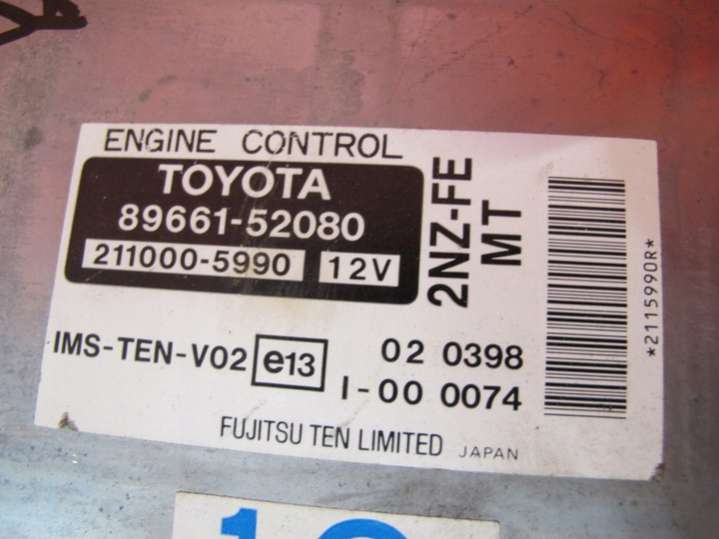 ENGINE CONTROL
TOYOTA
89661-52080
211000-5990 12V
2NZ-FE
MT
IMS-TEN-V02 e13 02 0398
I-00 0074
FUJITSU TEN LIMITED JAPAN
*2115990R*